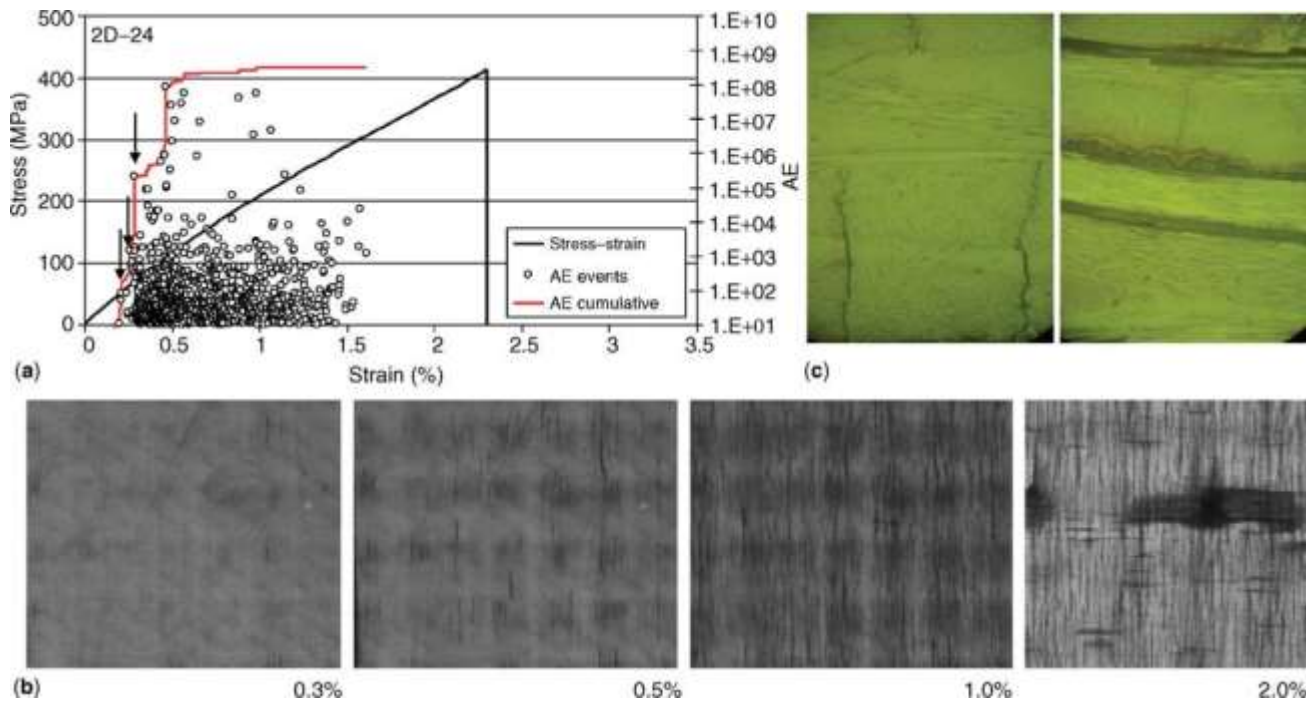 2D–24
500
400
300
200
100
0
Stress (MPa)
1.E+10
1.E+09
1.E+08
1.E+07
1.E+06
1.E+05
1.E+04
1.E+03
1.E+02
1.E+01
AE
Stress–strain
AE events
AE cumulative
0 0.5 1 1.5 2 2.5 3 3.5
Strain (%)
(a)
(c)
(b)
0.3% 0.5% 1.0% 2.0%